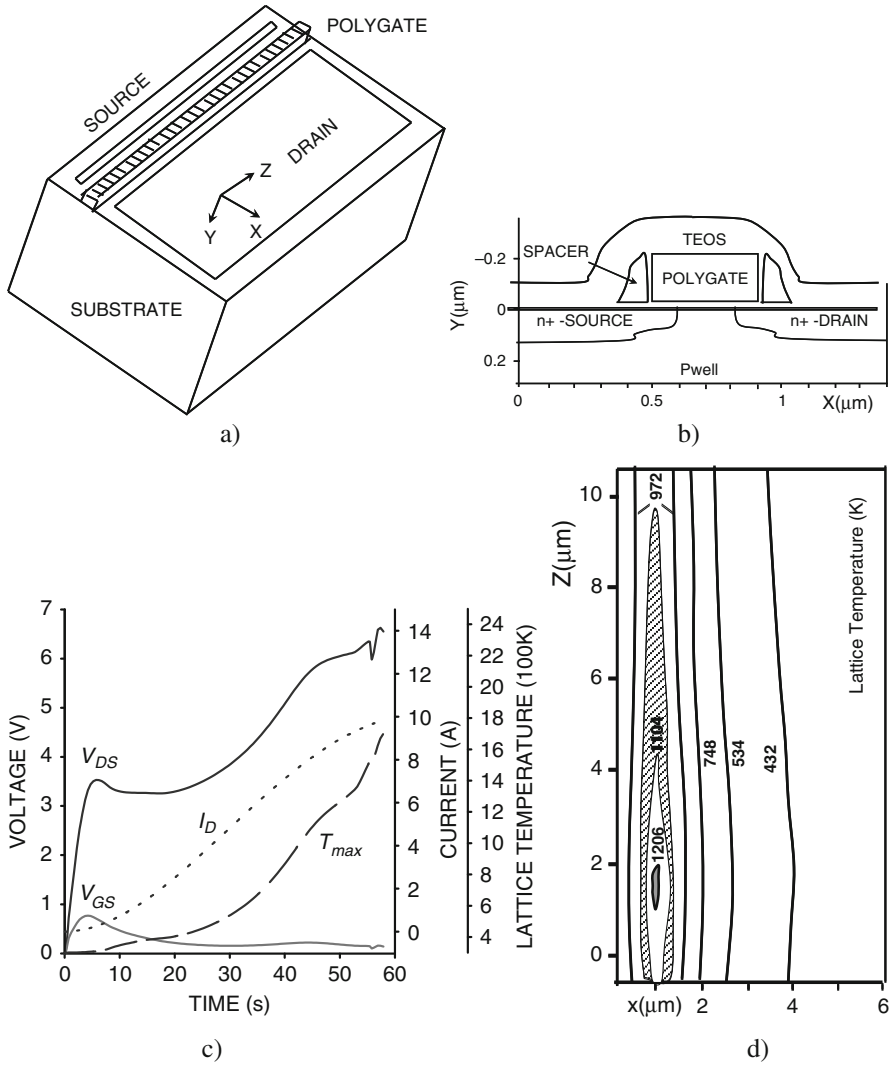 POLYGATE
SOURCE
DRAIN
Z
Y
X
SUBSTRATE
a)
TEOS
SPACER
POLYGATE
Y(μm)
–0.2
0
0.2
n+ -SOURCE
n+ -DRAIN
Pwell
0
0.5
1
X(μm)
b)
VOLTAGE (V)
7
6
5
4
3
2
1
0
V_DS
I_D
T_max
V_GS
14
12
10
8
6
4
2
0
CURRENT (A)
24
22
20
18
16
14
12
10
8
6
4
LATTICE TEMPERATURE (100K)
0
10
20
30
40
50
60
TIME (s)
c)
Z(μm)
10
8
6
4
2
0
972
1104
1206
748
534
432
Lattice Temperature (K)
x(μm)
2
4
6
d)